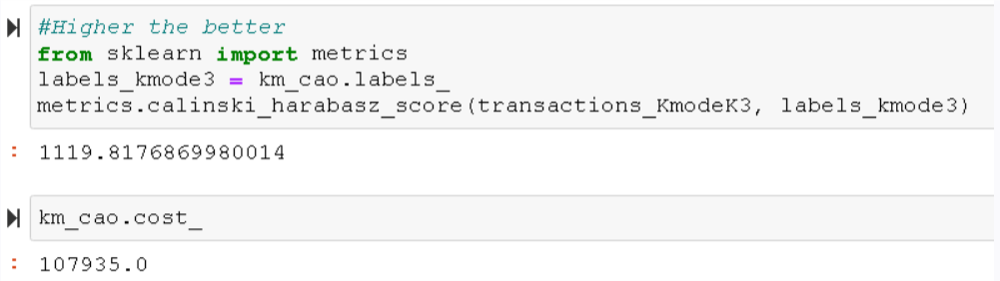 #Higher the better
from sklearn import metrics
labels_kmode3 = km_cao.labels_
metrics.calinski_harabasz_score(transactions_KmodeK3, labels_kmode3)
: 1119.8176869980014
km_cao.cost_
: 107935.0